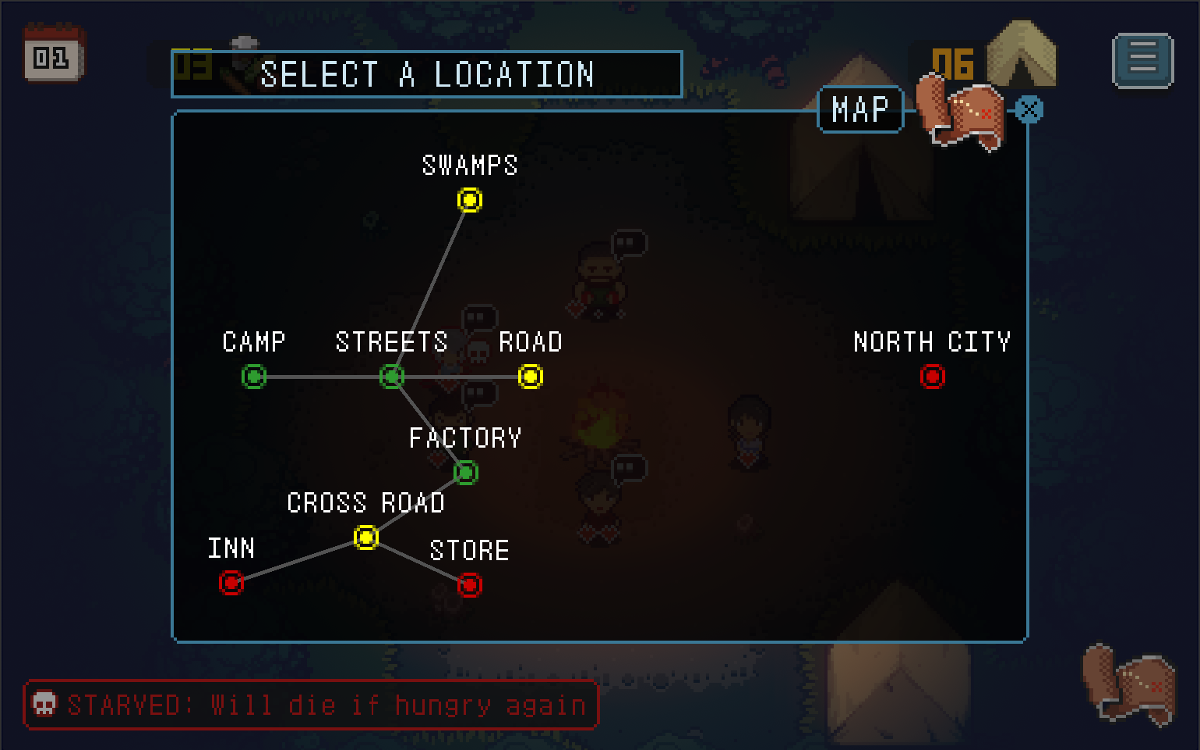 01
03
06
SELECT A LOCATION
MAP
SWAMPS
CAMP
STREETS
ROAD
NORTH CITY
FACTORY
CROSS ROAD
INN
STORE
STARVED: Will die if hungry again